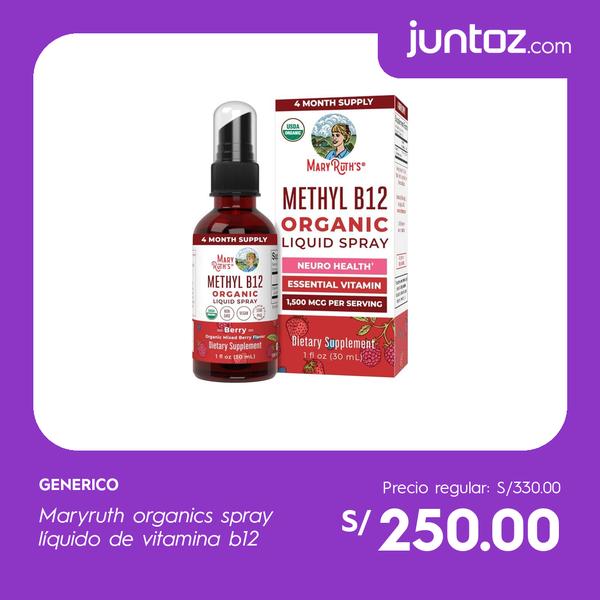 juntoz.com
4 MONTH SUPPLY
USDA
ORGANIC
MARYRUTH'S®
METHYL B12
ORGANIC
LIQUID SPRAY
NEURO HEALTH†
ESSENTIAL VITAMIN
1,500 MCG PER SERVING
Dietary Supplement
1 fl oz (30 mL)
4 MONTH SUPPLY
MARY
RUTH'S
METHYL B12
ORGANIC
LIQUID SPRAY
Berry
Organic Mixed Berry Flavor
Dietary Supplement
1 fl oz (30 mL)
GENERICO
Maryruth organics spray
líquido de vitamina b12
Precio regular: S/330.00
S/ 250.00